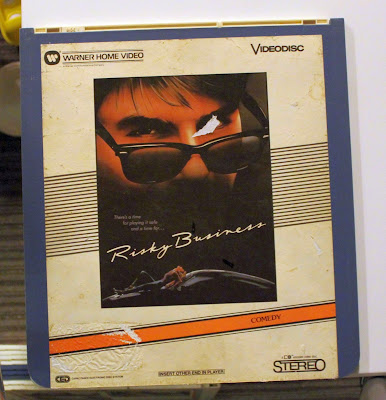 WARNER HOME VIDEO
VIDEODISC
There's a time
for playing it safe,
and a time for...
Risky Business
COMEDY
STEREO
INSERT OTHER END IN PLAYER